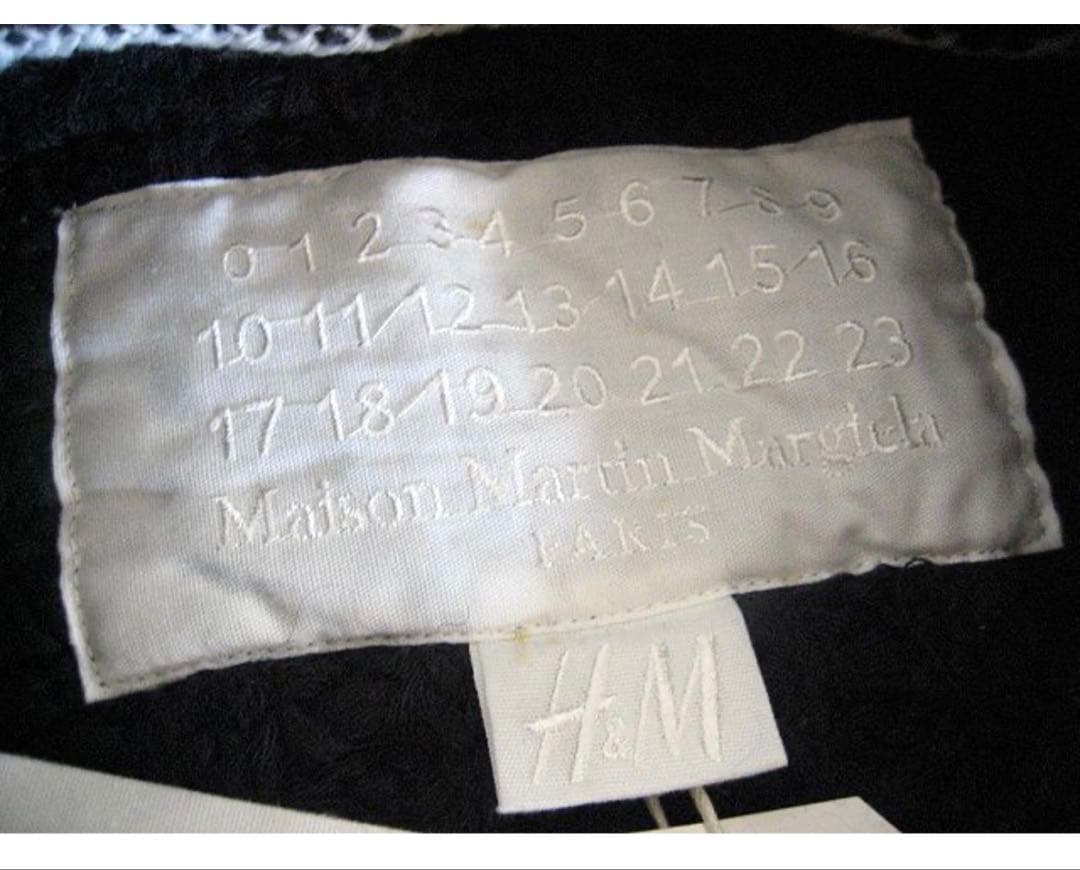 0 1 2 3 4 5 6 7 8 9
10 11 12 13 14 15 16
17 18 19 20 21 22 23
Maison Martin Margiela
PARIS
H&M